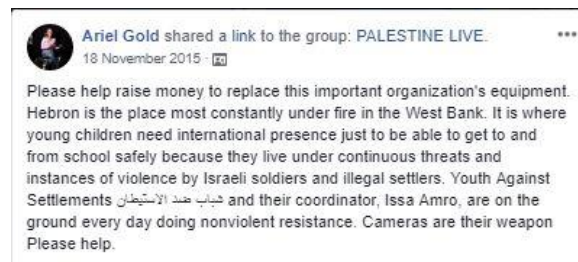 Ariel Gold shared a link to the group: PALESTINE LIVE.
18 November 2015 ·
Please help raise money to replace this important organization's equipment.
Hebron is the place most constantly under fire in the West Bank. It is where
young children need international presence just to be able to get to and
from school safely because they live under continuous threats and
instances of violence by Israeli soldiers and illegal settlers. Youth Against
Settlements شباب ضد الاستيطان and their coordinator, Issa Amro, are on the
ground every day doing nonviolent resistance. Cameras are their weapon
Please help.